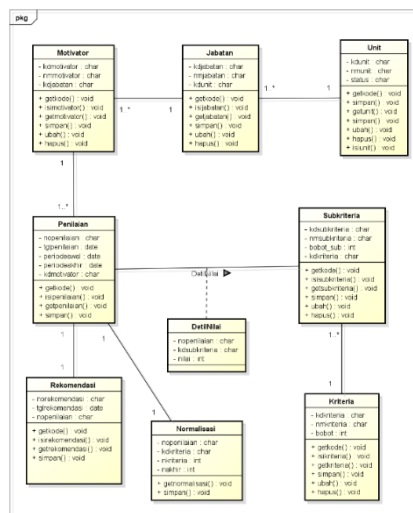 pkg
Motivator
- kdmotivator : char
- nmmotivator : char
- kdjabatan : char
+ getkode() : void
+ isimotivator() : void
+ getmotivator() : void
+ simpan() : void
+ ubah() : void
+ hapus() : void
1..*
1
Jabatan
- kdjabatan : char
- nmjabatan : char
- kdunit : char
+ getkode() : void
+ isijabatan() : void
+ getjabatan() : void
+ simpan() : void
+ ubah() : void
+ hapus() : void
1..*
1
Unit
- kdunit : char
- nmunit : char
- status : char
+ getkode() : void
+ simpan() : void
+ getunit() : void
+ simpan() : void
+ ubah() : void
+ hapus() : void
+ isiunit() : void
1
1..*
Penilaian
- nopenilaian : char
- tglpenilaian : date
- periodeawal : date
- periodeakhir : date
- kdmotivator : char
+ getkode() : void
+ isipenilaian() : void
+ getpenilaian() : void
+ simpan() : void
DetilNilai
Subkriteria
- kdsubkriteria : char
- nmsubkriteria : char
- bobot_sub : int
- kdkriteria : char
+ getkode() : void
+ isisubkriteria() : void
+ getsubkriteria() : void
+ simpan() : void
+ ubah() : void
+ hapus() : void
DetilNilai
- nopenilaian : char
- kdsubkriteria : char
- nilai : int
1
1
1..*
1
Rekomendasi
- norekomendasi : char
- tglrekomendasi : date
- nopenilaian : char
+ getkode() : void
+ isirekomendasi() : void
+ getrekomendasi() : void
+ simpan() : void
1
1
Normalisasi
- nopenilaian : char
- kdkriteria : char
- nkriteria : int
- nakhir : int
+ getnormalisasi() : void
+ simpan() : void
Kriteria
- kdkriteria : char
- nmkriteria : char
- bobot : int
+ getkode() : void
+ isikriteria() : void
+ getkriteria() : void
+ simpan() : void
+ ubah() : void
+ hapus() : void